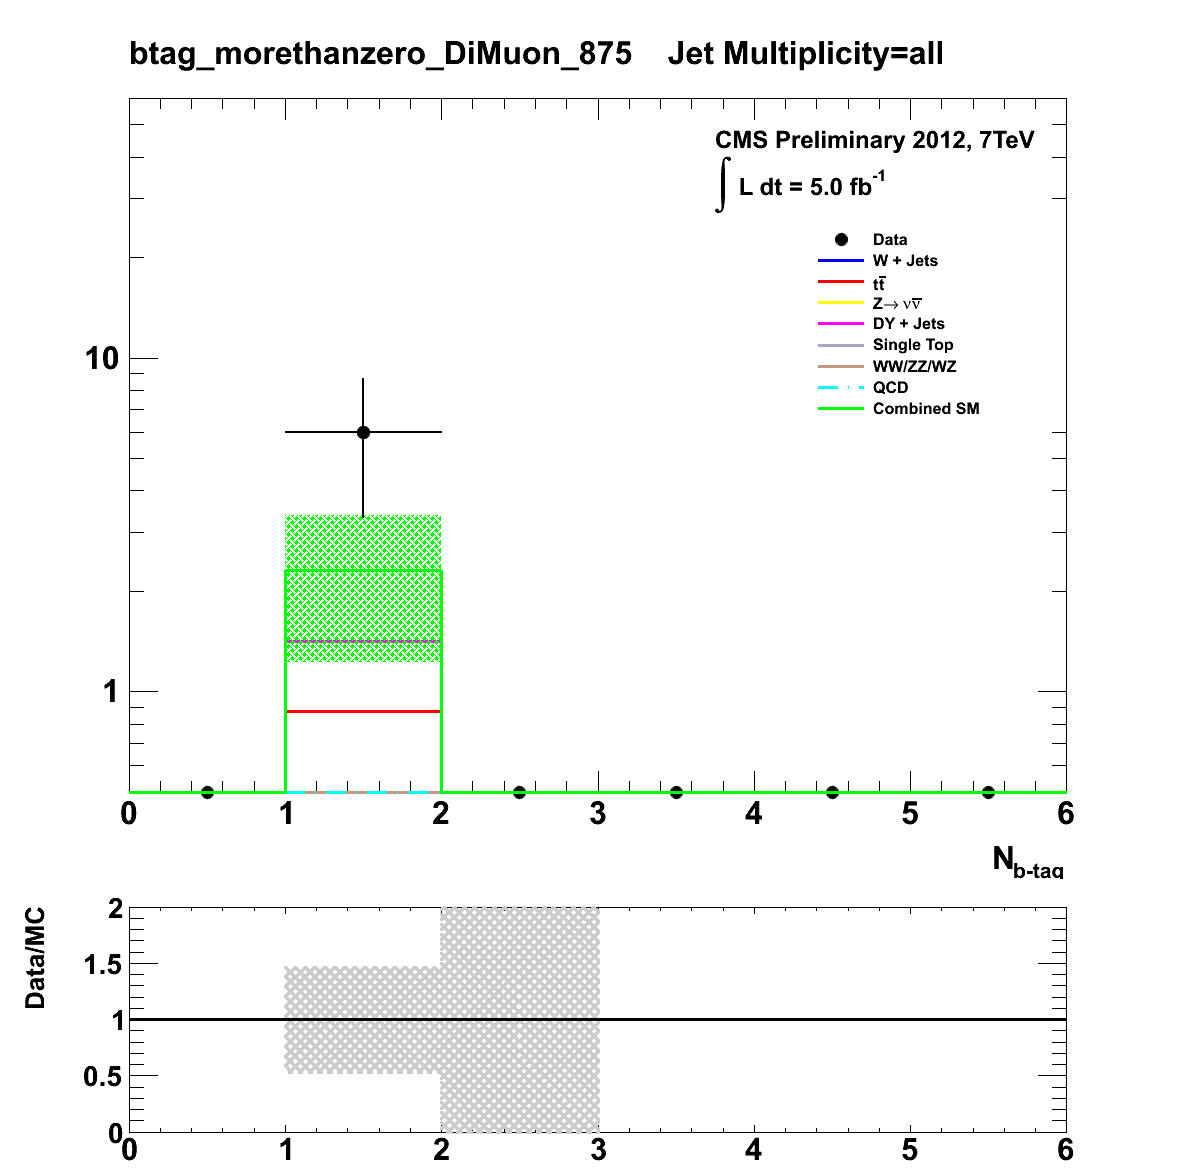 btag_morethanzero_DiMuon_875 Jet Multiplicity=all
CMS Preliminary 2012, 7TeV
∫ L dt = 5.0 fb⁻¹
Data
W + Jets
tt̅
Z→ νν̅
DY + Jets
Single Top
WW/ZZ/WZ
QCD
Combined SM
10
1
0 1 2 3 4 5 6
N b-tag
Data/MC
2
1.5
1
0.5
0
0 1 2 3 4 5 6